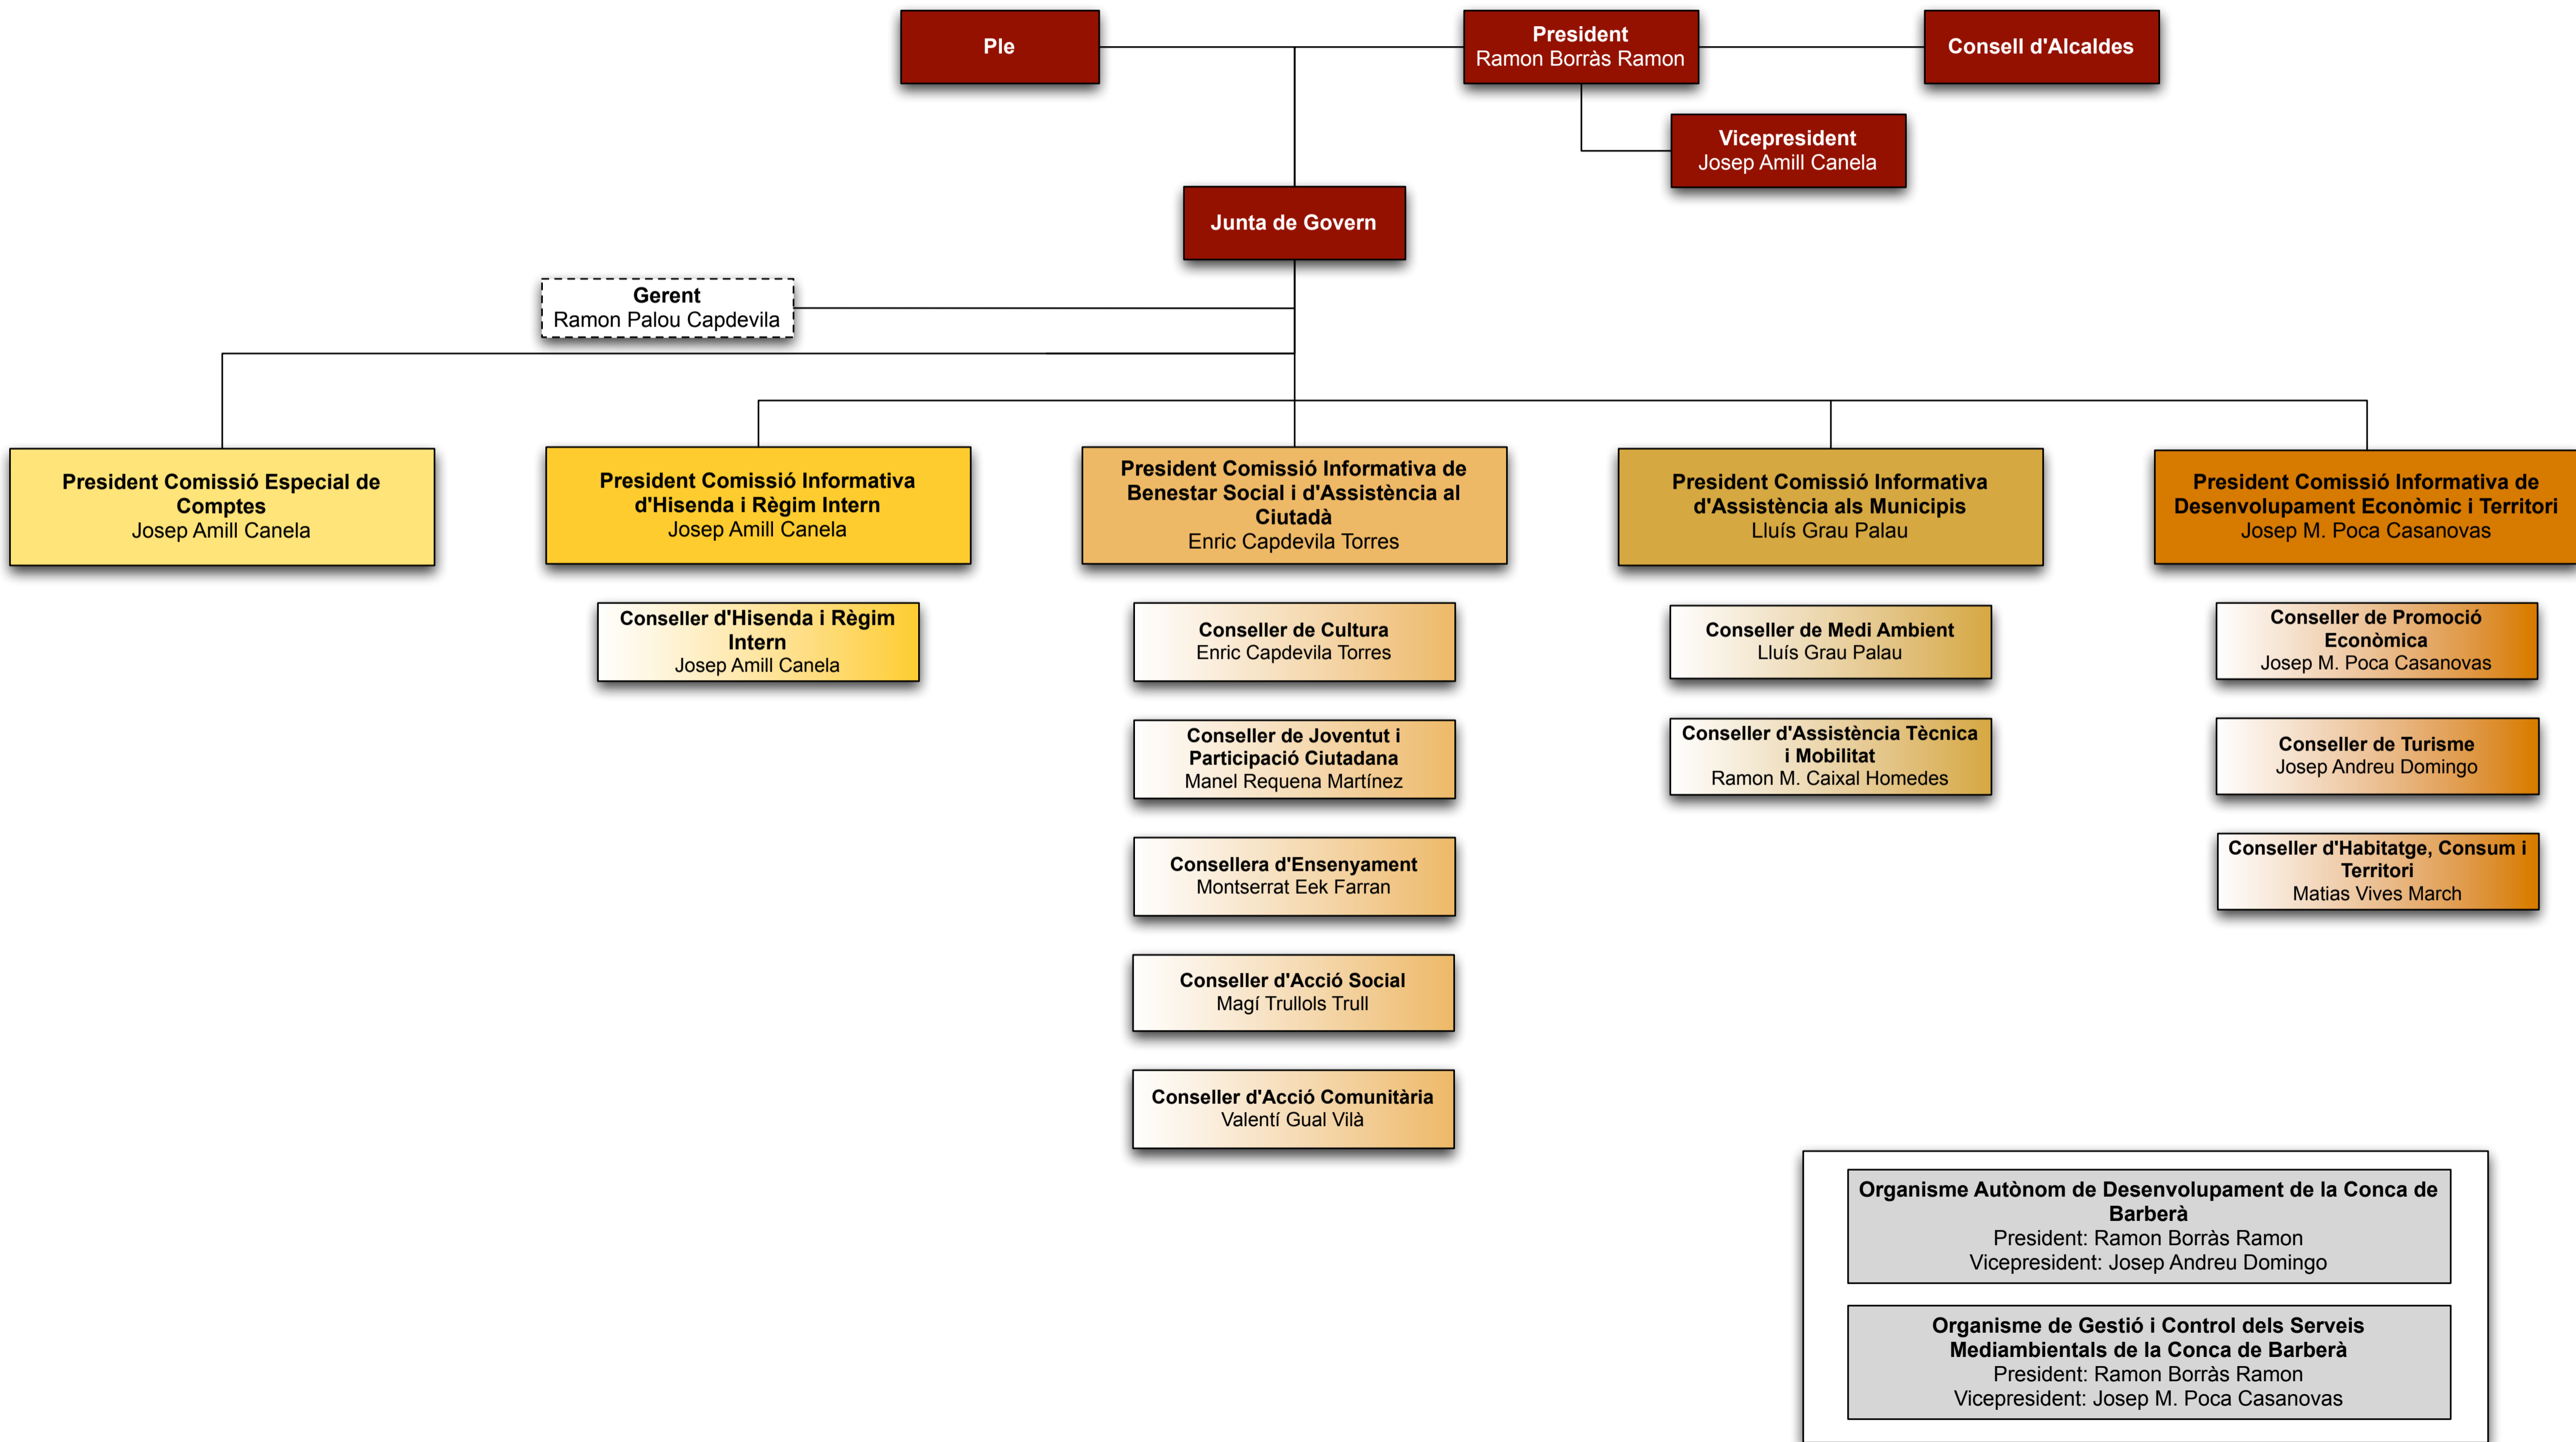 Ple
President
Ramon Borràs Ramon
Consell d'Alcaldes
Vicepresident
Josep Amill Canela
Junta de Govern
Gerent
Ramon Palou Capdevila
President Comissió Especial de
Comptes
Josep Amill Canela
President Comissió Informativa
d'Hisenda i Règim Intern
Josep Amill Canela
President Comissió Informativa de
Benestar Social i d'Assistència al
Ciutadà
Enric Capdevila Torres
President Comissió Informativa
d'Assistència als Municipis
Lluís Grau Palau
President Comissió Informativa de
Desenvolupament Econòmic i Territori
Josep M. Poca Casanovas
Conseller d'Hisenda i Règim
Intern
Josep Amill Canela
Conseller de Cultura
Enric Capdevila Torres
Conseller de Joventut i
Participació Ciutadana
Manel Requena Martínez
Consellera d'Ensenyament
Montserrat Eek Farran
Conseller d'Acció Social
Magí Trullols Trull
Conseller d'Acció Comunitària
Valentí Gual Vilà
Conseller de Medi Ambient
Lluís Grau Palau
Conseller d'Assistència Tècnica
i Mobilitat
Ramon M. Caixal Homedes
Conseller de Promoció
Econòmica
Josep M. Poca Casanovas
Conseller de Turisme
Josep Andreu Domingo
Conseller d'Habitatge, Consum i
Territori
Matias Vives March
Organisme Autònom de Desenvolupament de la Conca de
Barberà
President: Ramon Borràs Ramon
Vicepresident: Josep Andreu Domingo
Organisme de Gestió i Control dels Serveis
Mediambientals de la Conca de Barberà
President: Ramon Borràs Ramon
Vicepresident: Josep M. Poca Casanovas